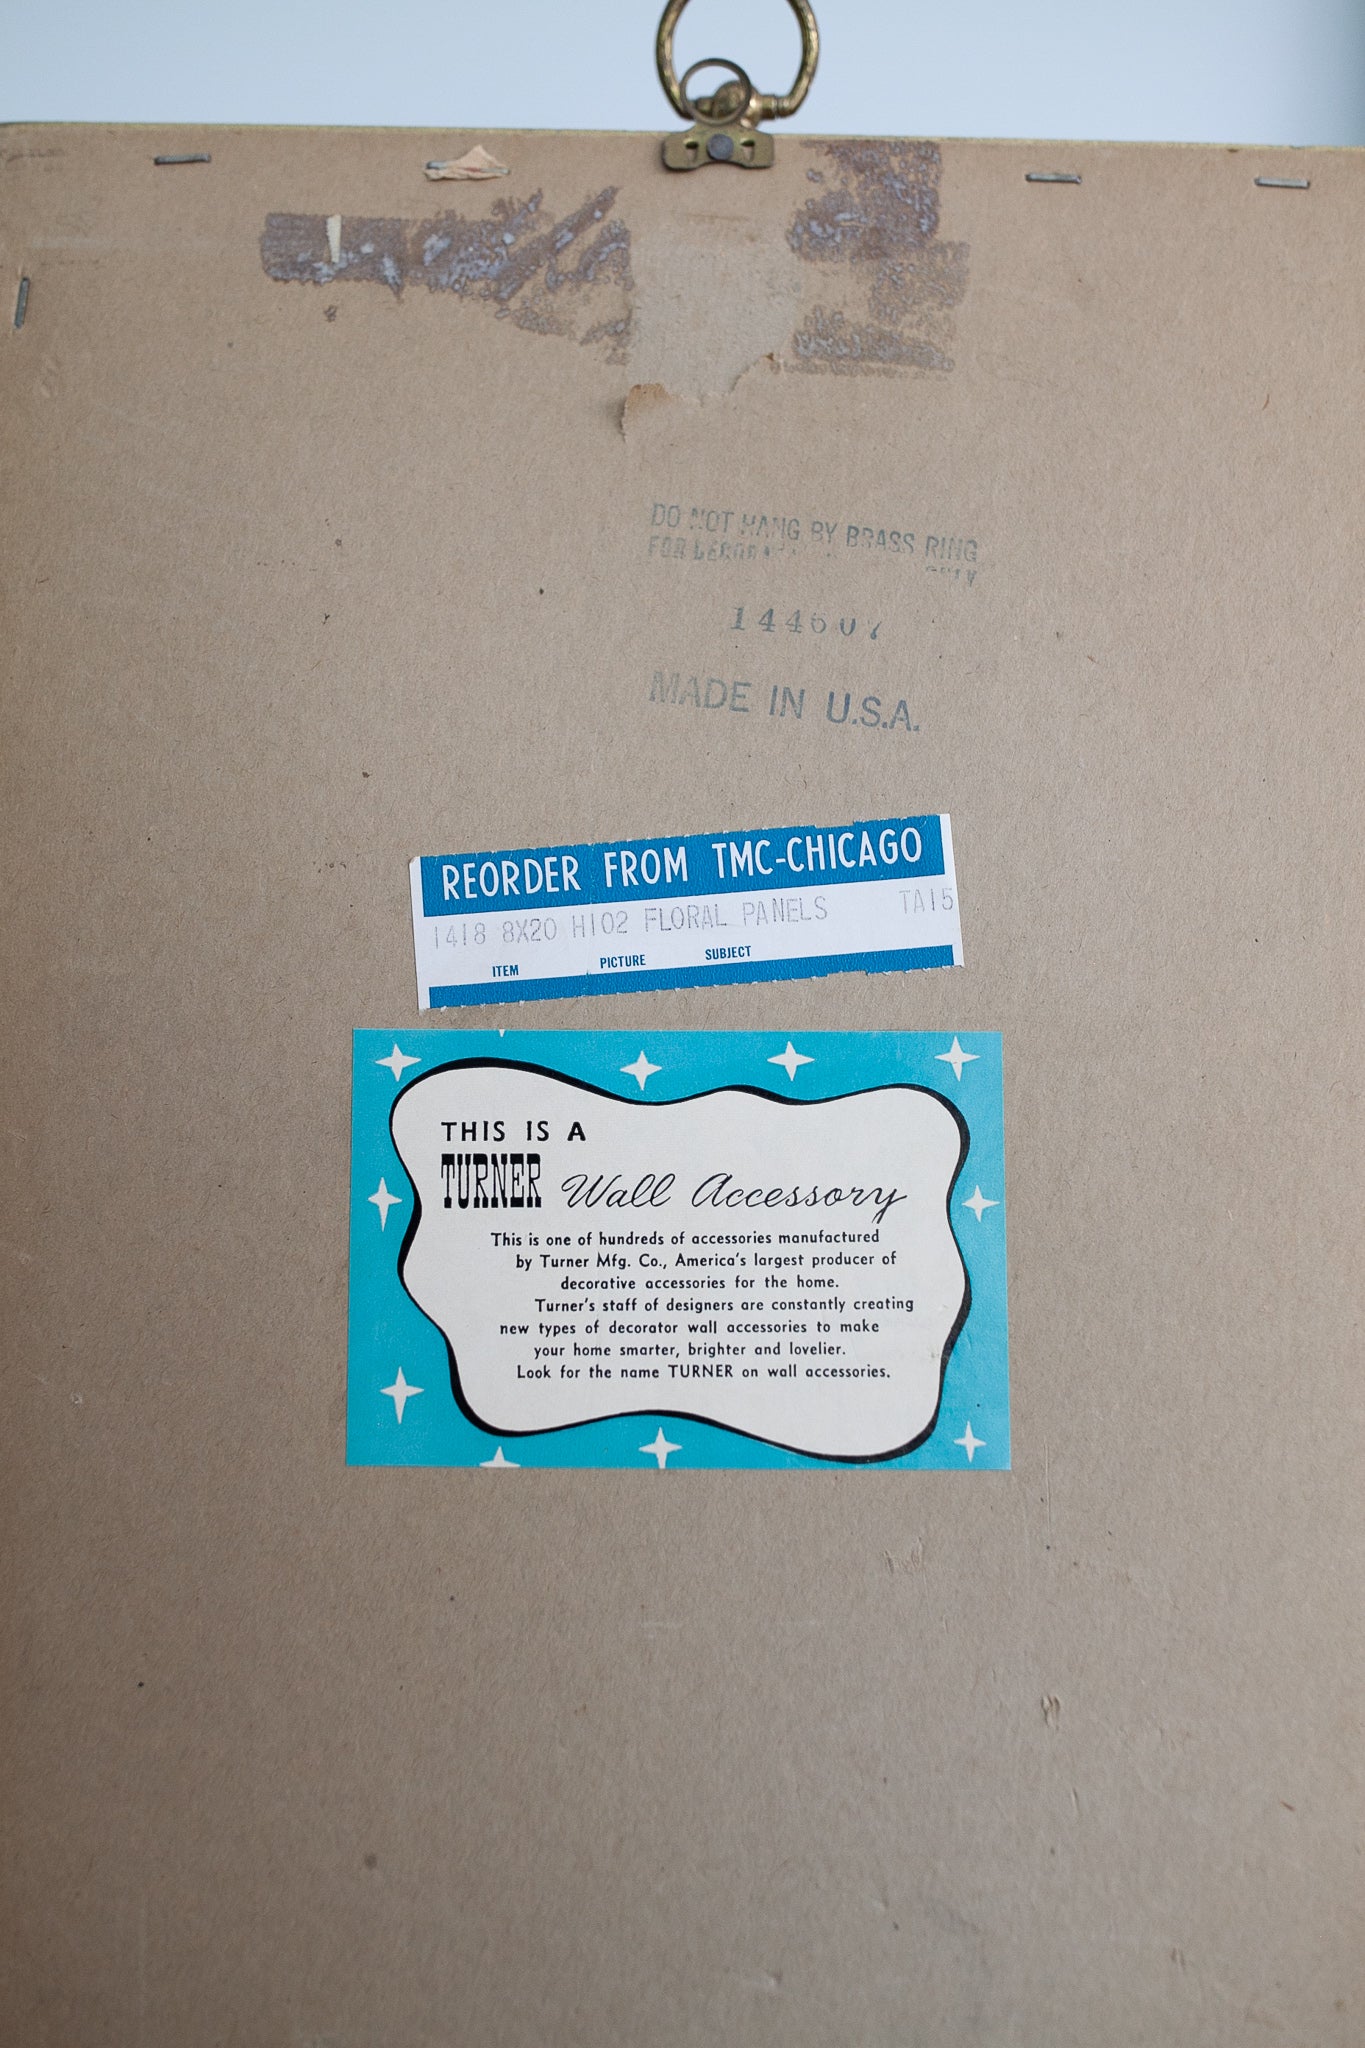 DO NOT HANG BY BRASS RING
FOR
144607
MADE IN U.S.A.
REORDER FROM TMC-CHICAGO
1418 8X20 H102 FLORAL PANELS TA15
ITEM PICTURE SUBJECT
THIS IS A
TURNER Wall Accessory
This is one of hundreds of accessories manufactured
by Turner Mfg. Co., America's largest producer of
decorative accessories for the home.
Turner's staff of designers are constantly creating
new types of decorator wall accessories to make
your home smarter, brighter and lovelier.
Look for the name TURNER on wall accessories.